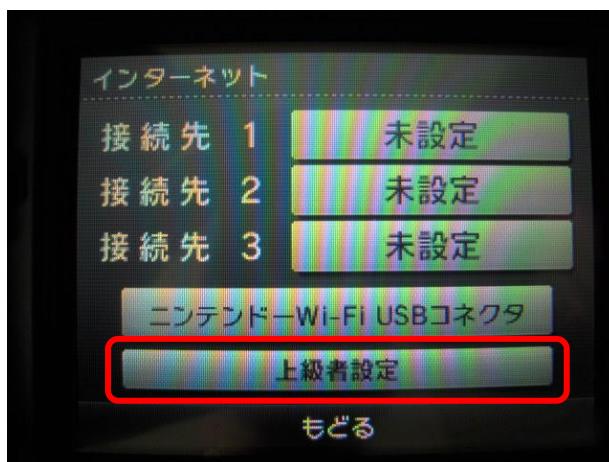 インターネット
接続先 1 未設定
接続先 2 未設定
接続先 3 未設定
ニンテンドーWi-Fi USBコネクタ
上級者設定
もどる